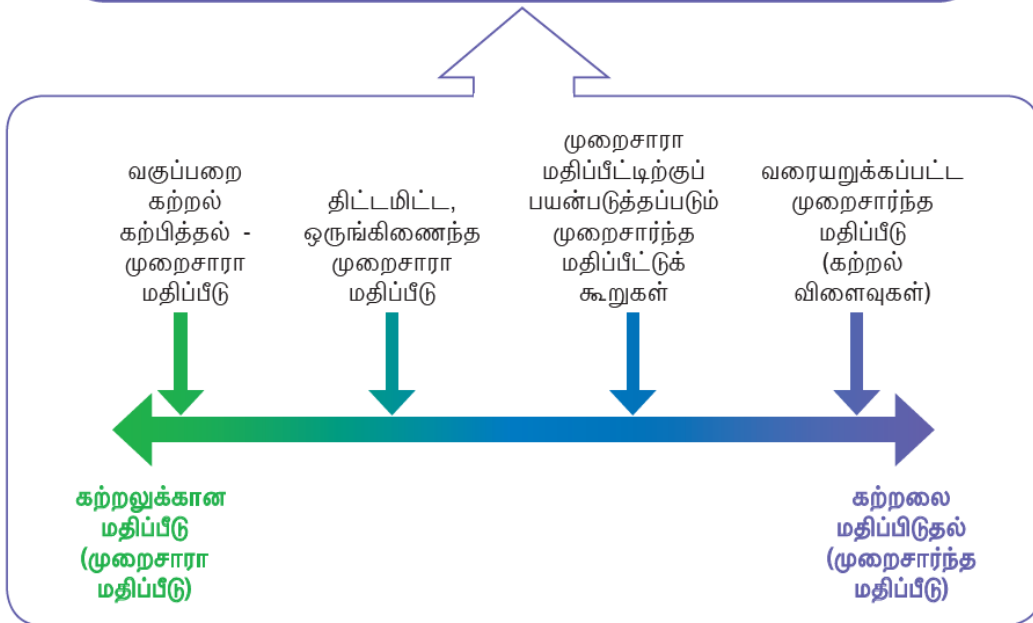 வகுப்பறை
கற்றல்
கற்பித்தல் -
முறைசாரா
மதிப்பீடு
திட்டமிட்ட,
ஒருங்கிணைந்த
முறைசாரா
மதிப்பீடு
முறைசாரா
மதிப்பீட்டிற்குப்
பயன்படுத்தப்படும்
முறைசார்ந்த
மதிப்பீட்டுக்
கூறுகள்
வரையறுக்கப்பட்ட
முறைசார்ந்த
மதிப்பீடு
(கற்றல்
விளைவுகள்)
கற்றலுக்கான
மதிப்பீடு
(முறைசாரா
மதிப்பீடு)
கற்றலை
மதிப்பிடுதல்
(முறைசார்ந்த
மதிப்பீடு)